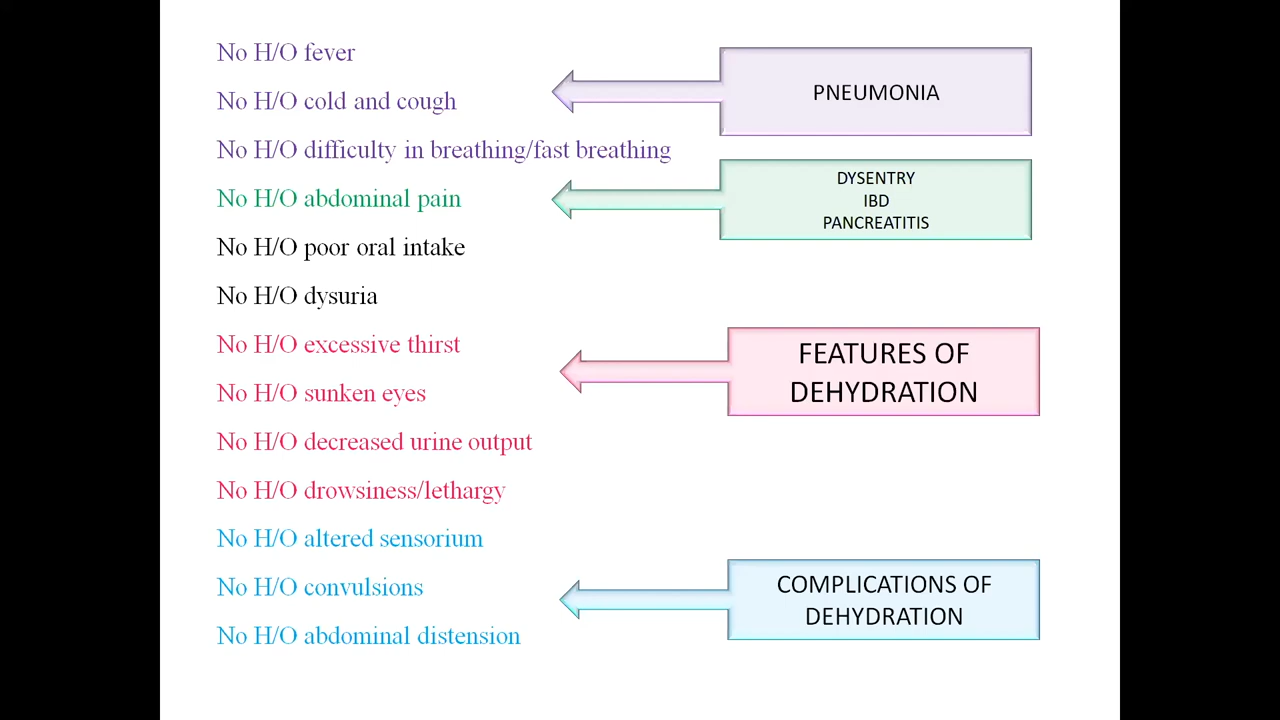 No H/O fever
No H/O cold and cough
No H/O difficulty in breathing/fast breathing
No H/O abdominal pain
No H/O poor oral intake
No H/O dysuria
No H/O excessive thirst
No H/O sunken eyes
No H/O decreased urine output
No H/O drowsiness/lethargy
No H/O altered sensorium
No H/O convulsions
No H/O abdominal distension
PNEUMONIA
DYSENTRY
IBD
PANCREATITIS
FEATURES OF
DEHYDRATION
COMPLICATIONS OF
DEHYDRATION